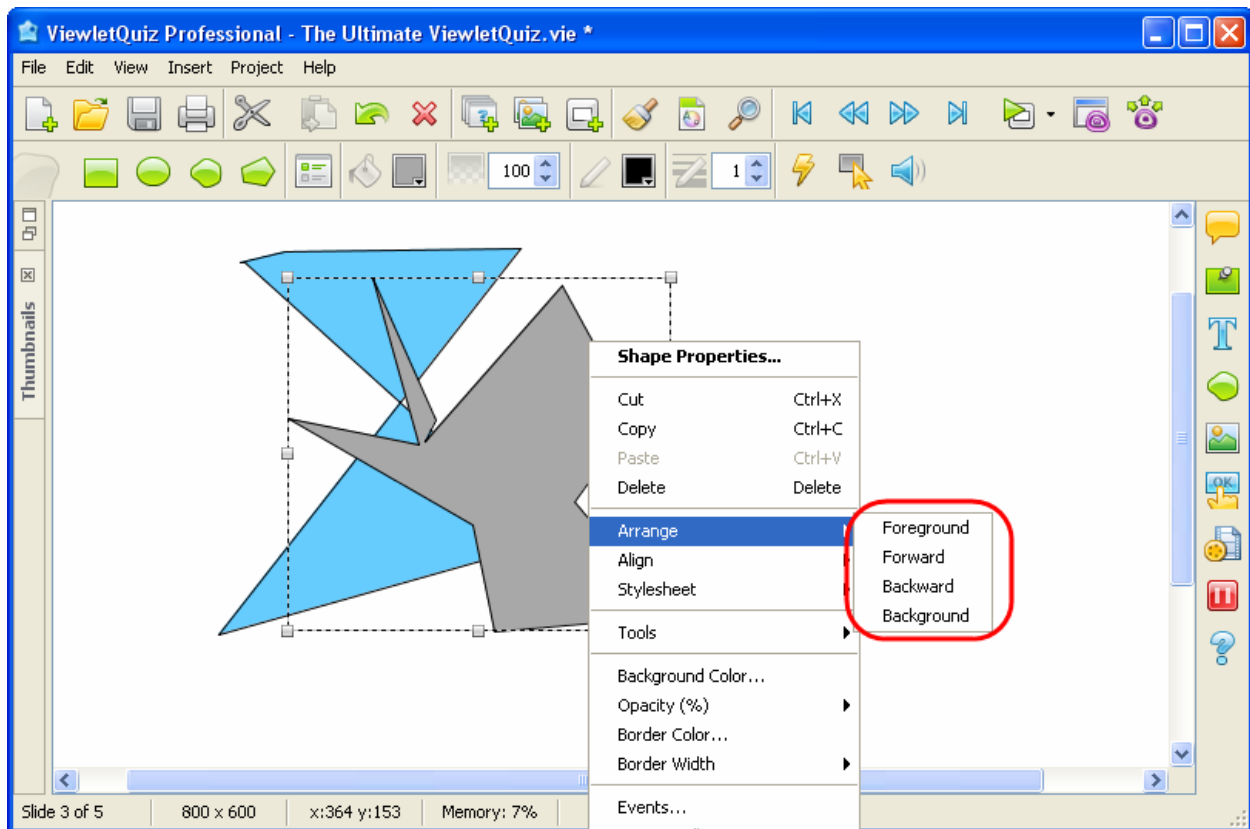 ViewletQuiz Professional - The Ultimate ViewletQuiz.vie *
File Edit View Insert Project Help
100
1
Thumbnails
Shape Properties...
Cut Ctrl+X
Copy Ctrl+C
Paste Ctrl+V
Delete Delete
Arrange
Foreground
Align
Forward
Stylesheet
Backward
Background
Tools
Background Color...
Opacity (%)
Border Color...
Border Width
Events...
T
OK
Slide 3 of 5 800 x 600 x:364 y:153 Memory: 7%